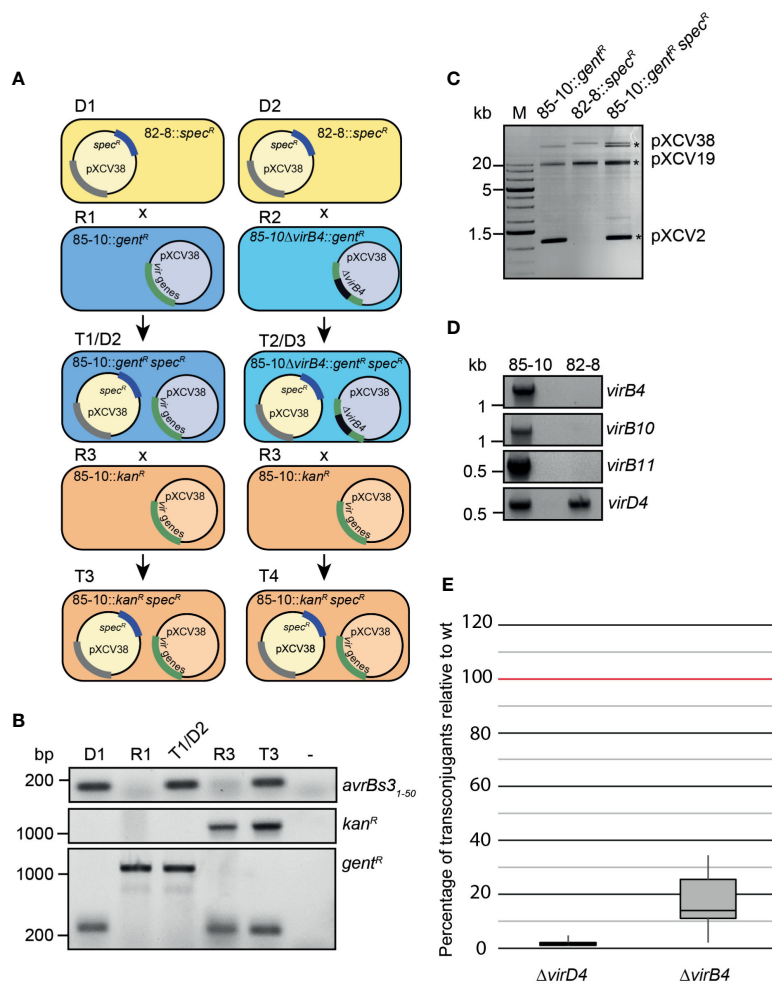 A
D1
82-8::specᴿ
specᴿ
pXCV38
D2
82-8::specᴿ
specᴿ
pXCV38
x
x
R1
85-10::gentᴿ
pXCV38
vir genes
R2
85-10ΔvirB4::gentᴿ
pXCV38
ΔvirB4
T1/D2
85-10::gentᴿ specᴿ
specᴿ
pXCV38
pXCV38
vir genes
T2/D3
85-10ΔvirB4::gentᴿ specᴿ
specᴿ
pXCV38
pXCV38
ΔvirB4
R3
x
85-10::kanᴿ
pXCV38
vir genes
R3
x
85-10::kanᴿ
pXCV38
vir genes
T3
85-10::kanᴿ specᴿ
specᴿ
pXCV38
pXCV38
vir genes
T4
85-10::kanᴿ specᴿ
specᴿ
pXCV38
pXCV38
vir genes
B
bp
D1
R1
T1/D2
R3
T3
-
200
avrBs3₁₋₅₀
1000
kanᴿ
1000
gentᴿ
200
C
kb
M
85-10::gentᴿ
82-8::specᴿ
85-10::gentᴿ specᴿ
20
5
1.5
* pXCV38
* pXCV19
* pXCV2
D
kb
85-10
82-8
1
virB4
1
virB10
0.5
virB11
0.5
virD4
E
Percentage of transconjugants relative to wt
120
100
80
60
40
20
0
ΔvirD4
ΔvirB4